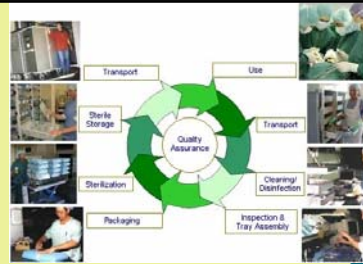 Transport
Use
Sterile
Storage
Transport
Quality
Assurance
Sterilization
Cleaning/
Disinfection
Packaging
Inspection &
Tray Assembly